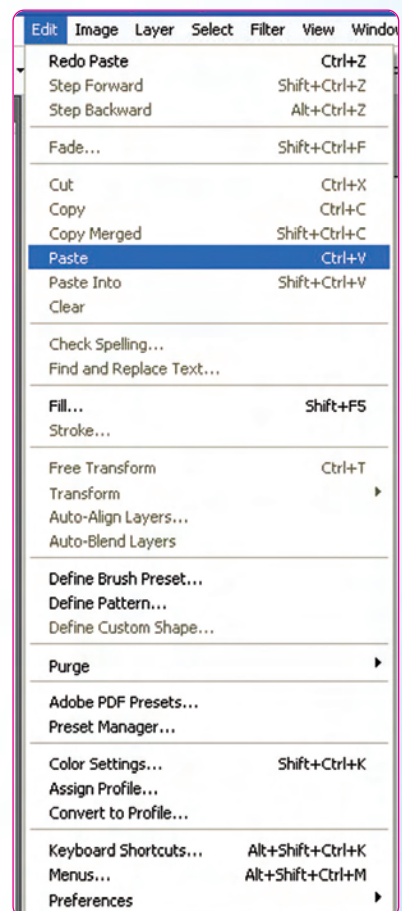 Edit Image Layer Select Filter View Windo
Redo Paste Ctrl+Z
Step Forward Shift+Ctrl+Z
Step Backward Alt+Ctrl+Z
Fade... Shift+Ctrl+F
Cut Ctrl+X
Copy Ctrl+C
Copy Merged Shift+Ctrl+C
Paste Ctrl+V
Paste Into Shift+Ctrl+V
Clear
Check Spelling...
Find and Replace Text...
Fill... Shift+F5
Stroke...
Free Transform Ctrl+T
Transform
Auto-Align Layers...
Auto-Blend Layers
Define Brush Preset...
Define Pattern...
Define Custom Shape...
Purge
Adobe PDF Presets...
Preset Manager...
Color Settings... Shift+Ctrl+K
Assign Profile...
Convert to Profile...
Keyboard Shortcuts... Alt+Shift+Ctrl+K
Menus... Alt+Shift+Ctrl+M
Preferences